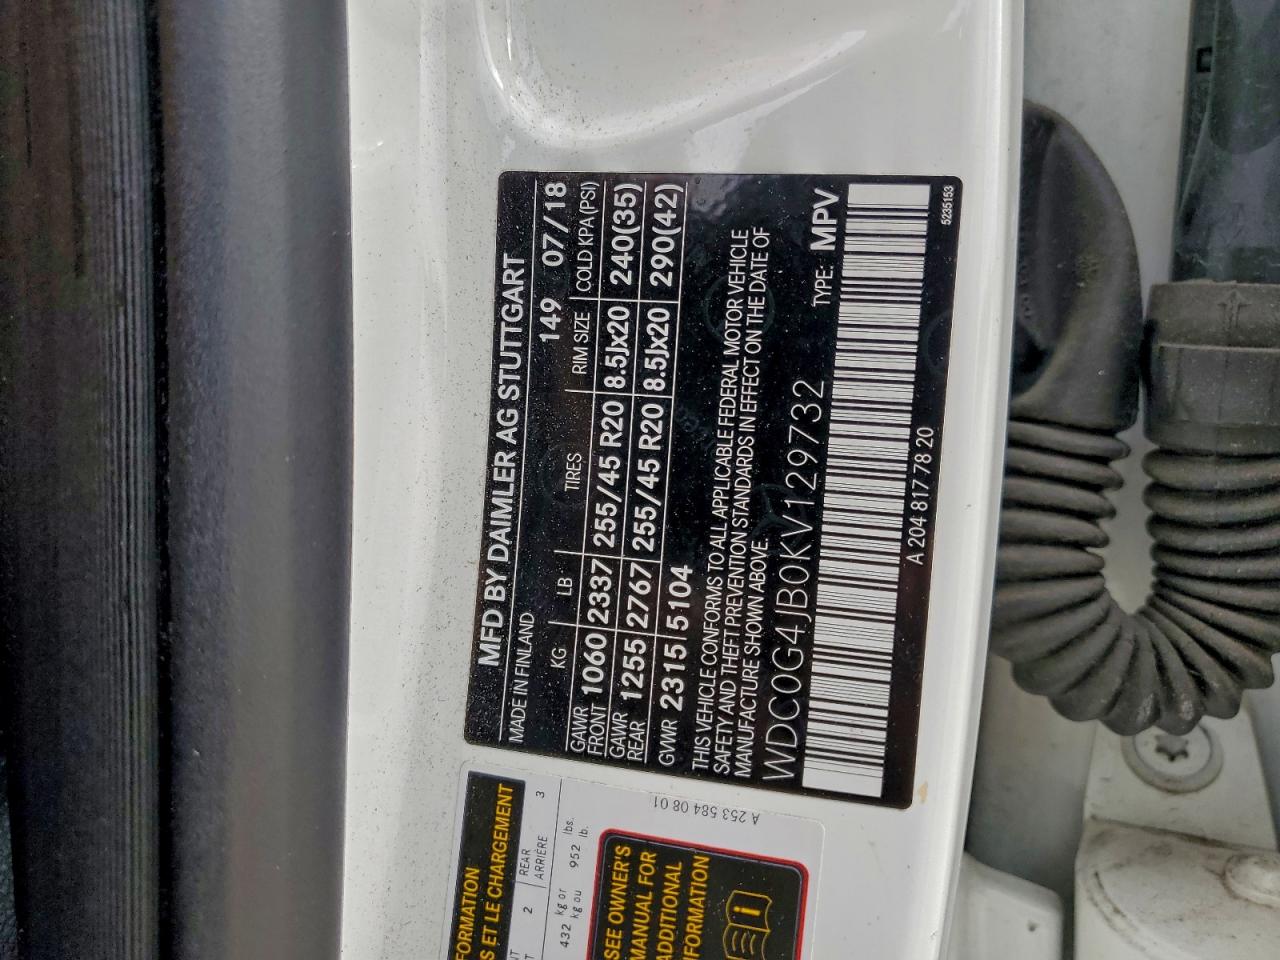 MFD BY DAIMLER AG STUTTGART
MADE IN FINLAND 149 07/18
KG LB TIRES RIM SIZE COLD KPA(PSI)
GAWR FRONT 1060 2337 255/45 R20 8.5Jx20 240(35)
GAWR REAR 1255 2767 255/45 R20 8.5Jx20 290(42)
GVWR 2315 5104
THIS VEHICLE CONFORMS TO ALL APPLICABLE FEDERAL MOTOR VEHICLE
SAFETY AND THEFT PREVENTION STANDARDS IN EFFECT ON THE DATE OF
MANUFACTURE SHOWN ABOVE.
WDC0G4JB0KV129732 TYPE: MPV
A 204 817 78 20
5235153
A 253 584 08 01
ES ET LE CHARGEMENT
2 REAR ARRIÈRE 3
432 kg or kg ou 952 lbs. lb.
SEE OWNER'S
MANUAL FOR
ADDITIONAL
INFORMATION